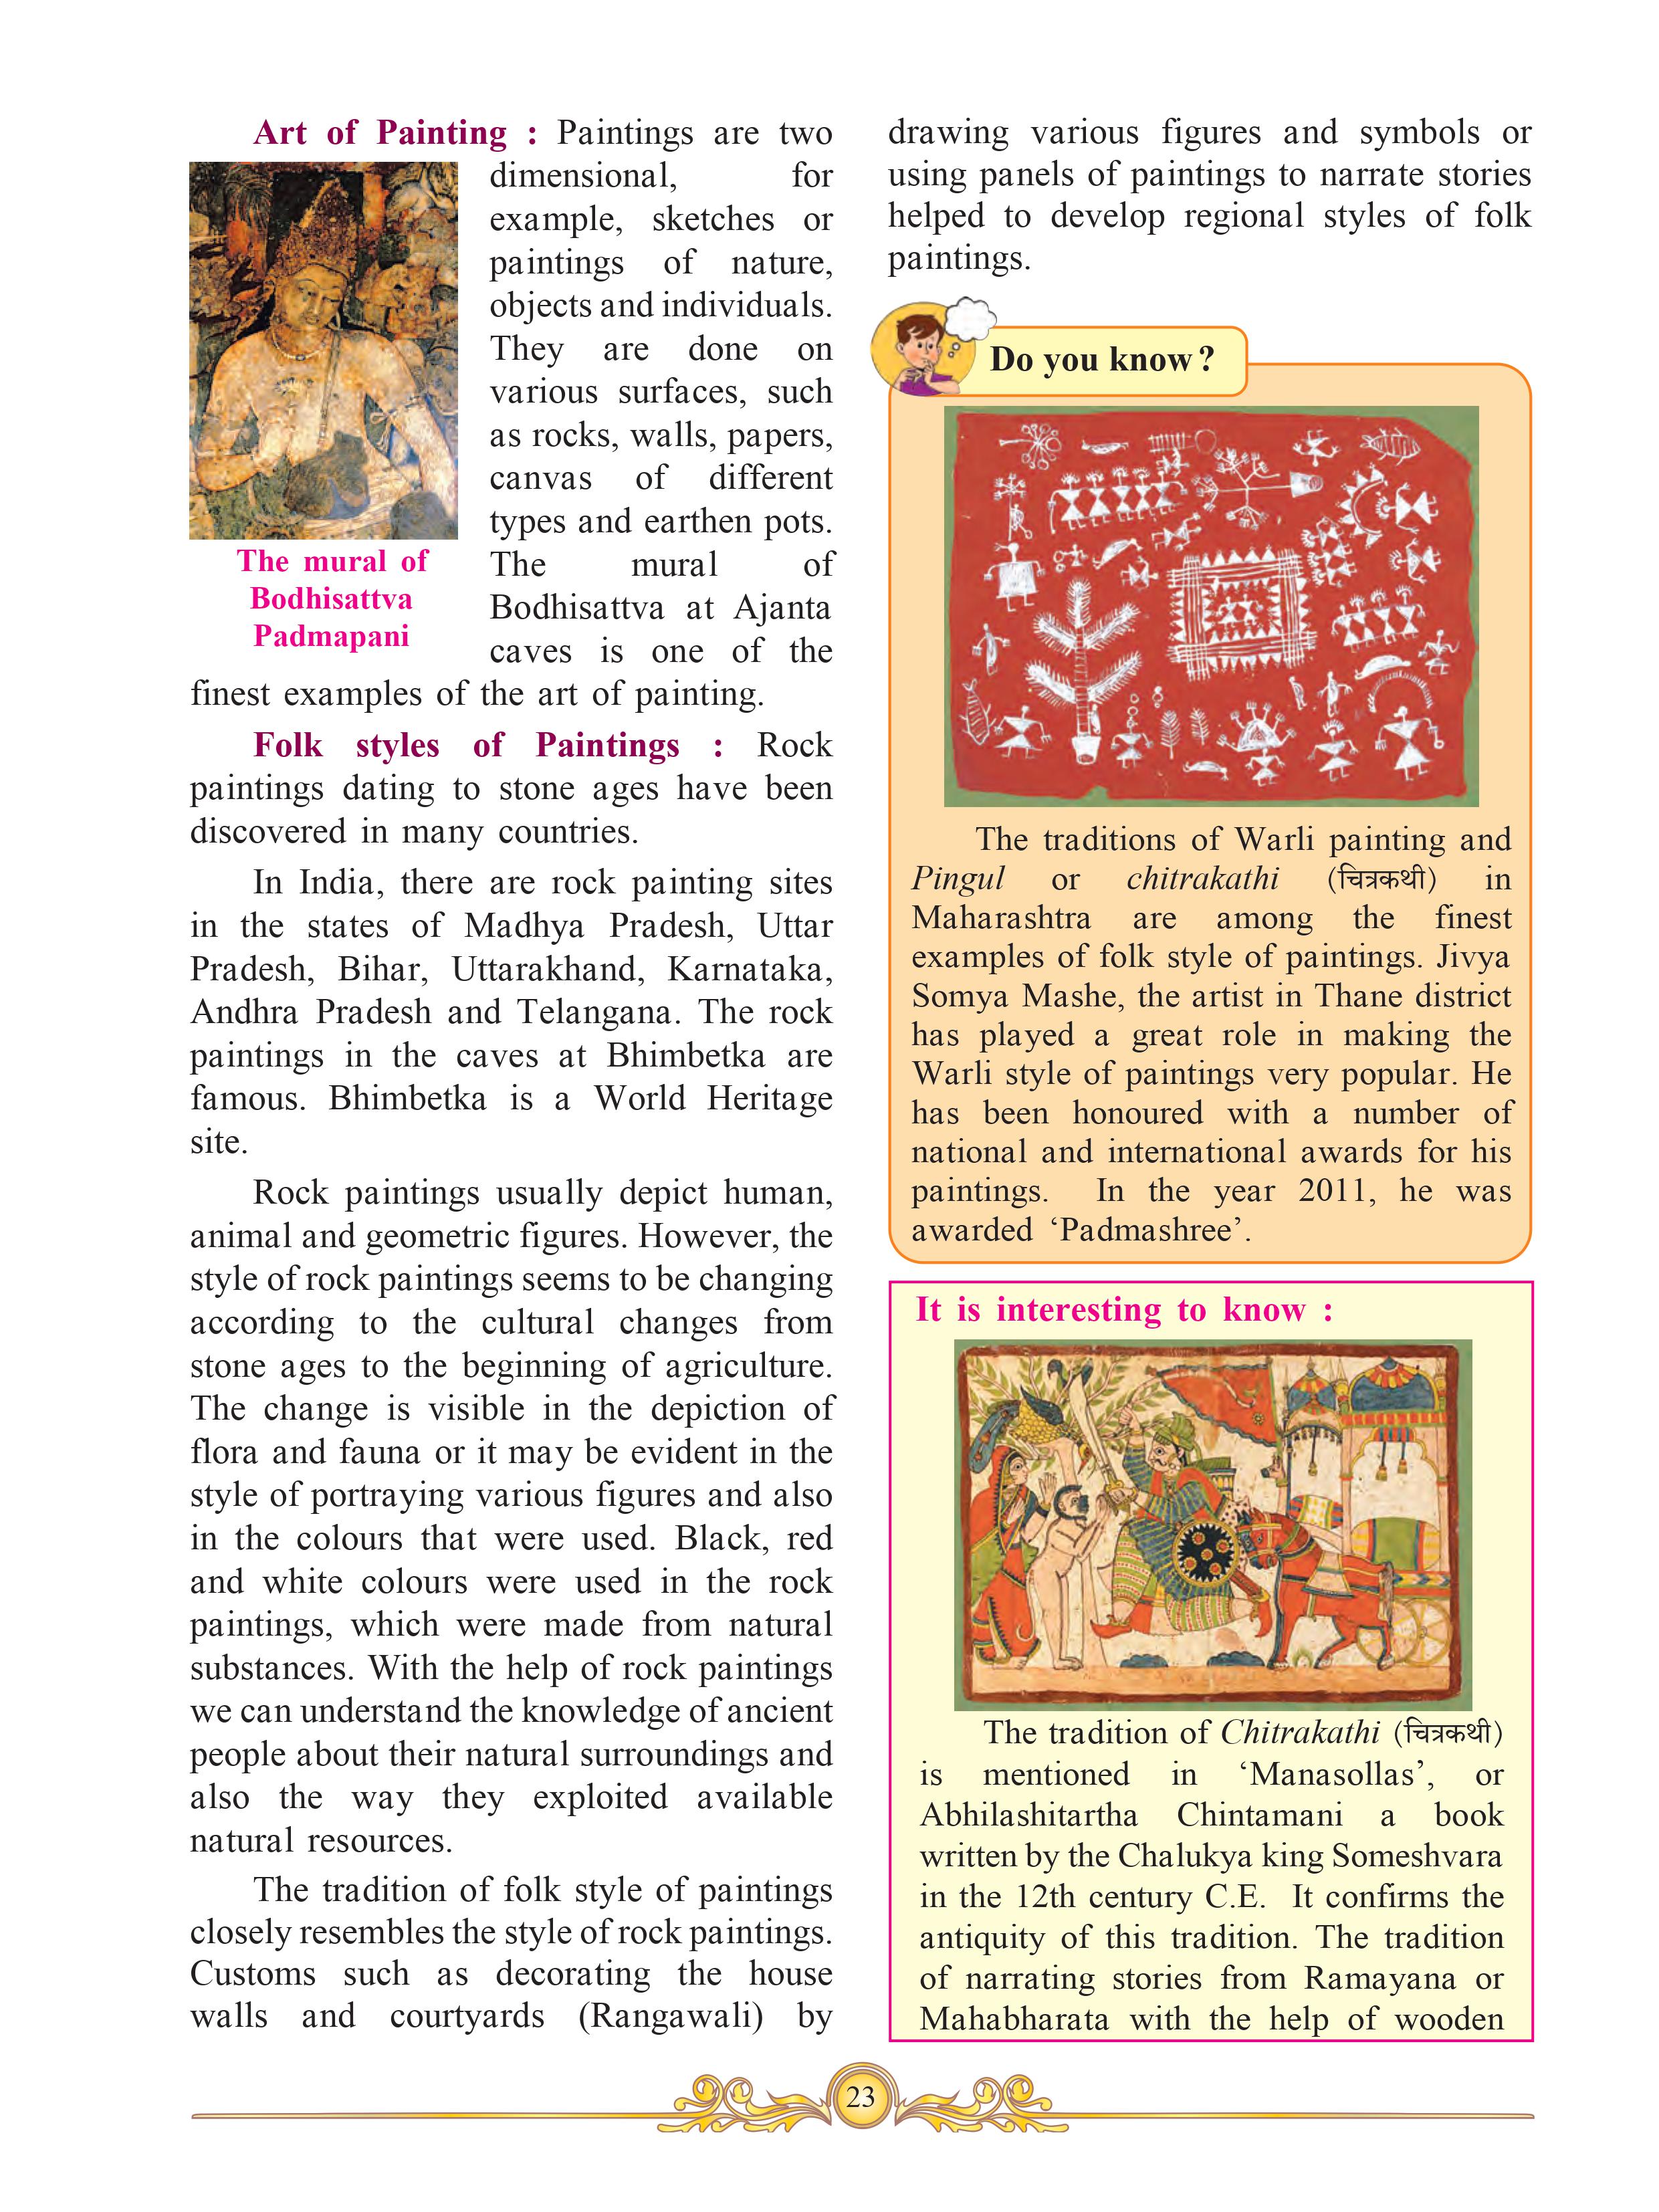 Art of Painting : Paintings are two
dimensional, for
example, sketches or
paintings of nature,
objects and individuals.
They are done on
various surfaces, such
as rocks, walls, papers,
canvas of different
types and earthen pots.
The mural of
Bodhisattva at Ajanta
caves is one of the
finest examples of the art of painting.
The mural of
Bodhisattva
Padmapani
Folk styles of Paintings : Rock
paintings dating to stone ages have been
discovered in many countries.
In India, there are rock painting sites
in the states of Madhya Pradesh, Uttar
Pradesh, Bihar, Uttarakhand, Karnataka,
Andhra Pradesh and Telangana. The rock
paintings in the caves at Bhimbetka are
famous. Bhimbetka is a World Heritage
site.
Rock paintings usually depict human,
animal and geometric figures. However, the
style of rock paintings seems to be changing
according to the cultural changes from
stone ages to the beginning of agriculture.
The change is visible in the depiction of
flora and fauna or it may be evident in the
style of portraying various figures and also
in the colours that were used. Black, red
and white colours were used in the rock
paintings, which were made from natural
substances. With the help of rock paintings
we can understand the knowledge of ancient
people about their natural surroundings and
also the way they exploited available
natural resources.
The tradition of folk style of paintings
closely resembles the style of rock paintings.
Customs such as decorating the house
walls and courtyards (Rangawali) by
drawing various figures and symbols or
using panels of paintings to narrate stories
helped to develop regional styles of folk
paintings.
Do you know?
The traditions of Warli painting and
Pingul or chitrakathi (चित्रकथी) in
Maharashtra are among the finest
examples of folk style of paintings. Jivya
Somya Mashe, the artist in Thane district
has played a great role in making the
Warli style of paintings very popular. He
has been honoured with a number of
national and international awards for his
paintings. In the year 2011, he was
awarded ‘Padmashree’.
It is interesting to know :
The tradition of Chitrakathi (चित्रकथी)
is mentioned in ‘Manasollas’, or
Abhilashitartha Chintamani a book
written by the Chalukya king Someshvara
in the 12th century C.E. It confirms the
antiquity of this tradition. The tradition
of narrating stories from Ramayana or
Mahabharata with the help of wooden
23